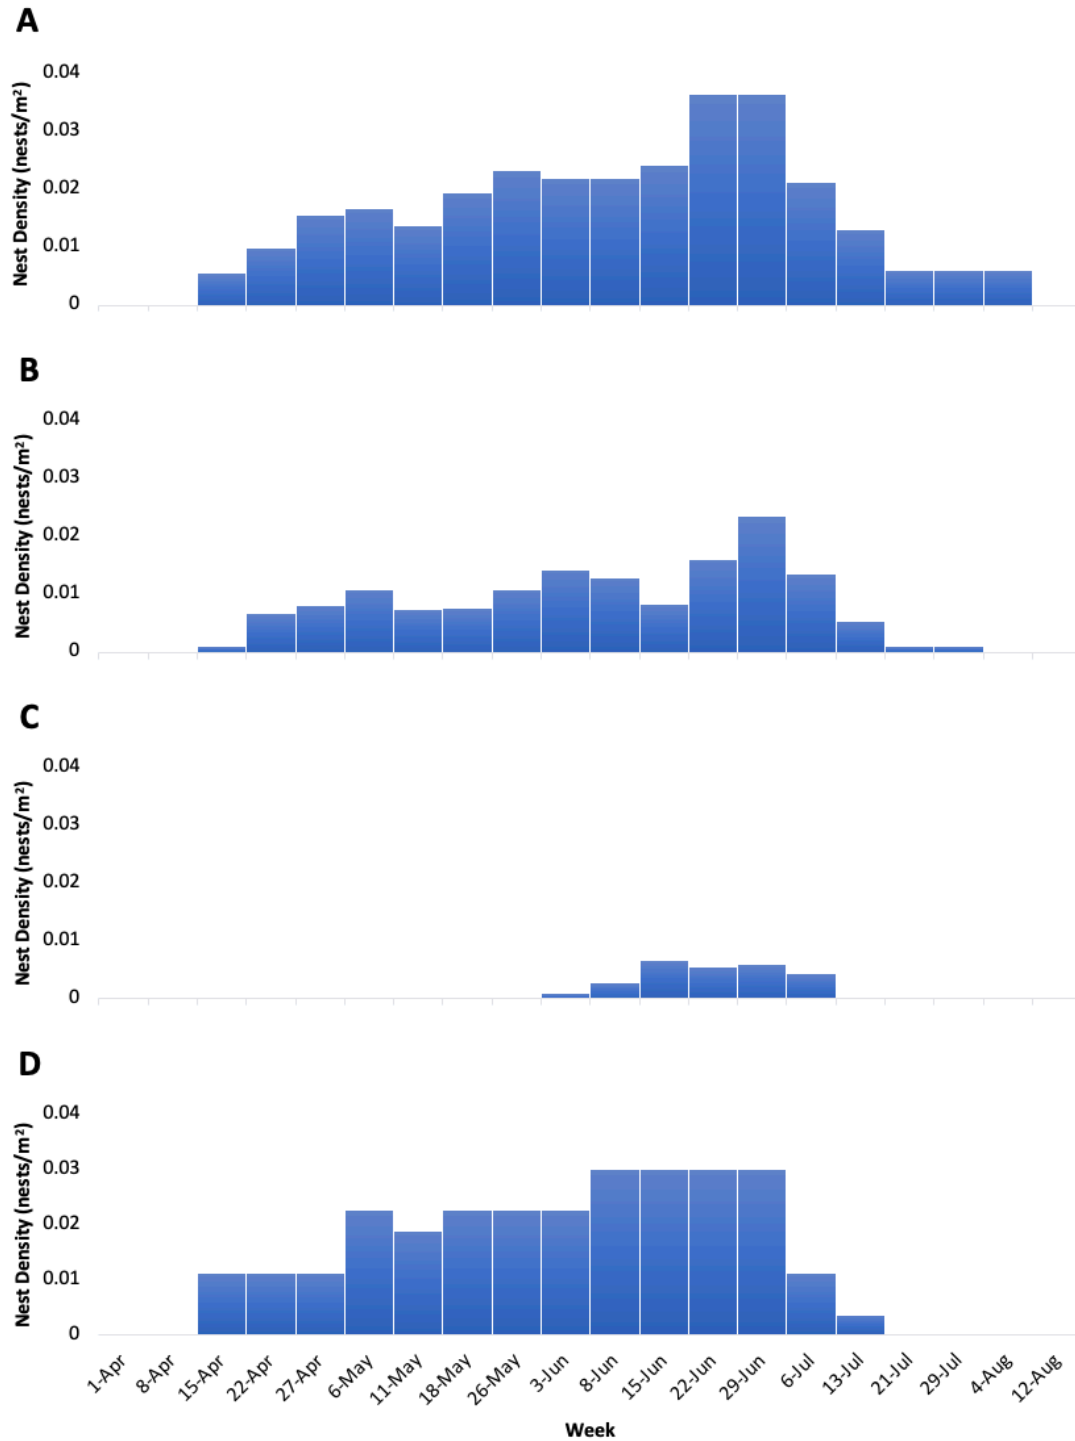 A
Nest Density (nests/m²)
0.04
0.03
0.02
0.01
0
B
Nest Density (nests/m²)
0.04
0.03
0.02
0.01
0
C
Nest Density (nests/m²)
0.04
0.03
0.02
0.01
0
D
Nest Density (nests/m²)
0.04
0.03
0.02
0.01
0
1-Apr
8-Apr
15-Apr
22-Apr
27-Apr
6-May
11-May
18-May
26-May
3-Jun
8-Jun
15-Jun
22-Jun
29-Jun
6-Jul
13-Jul
21-Jul
29-Jul
4-Aug
12-Aug
Week